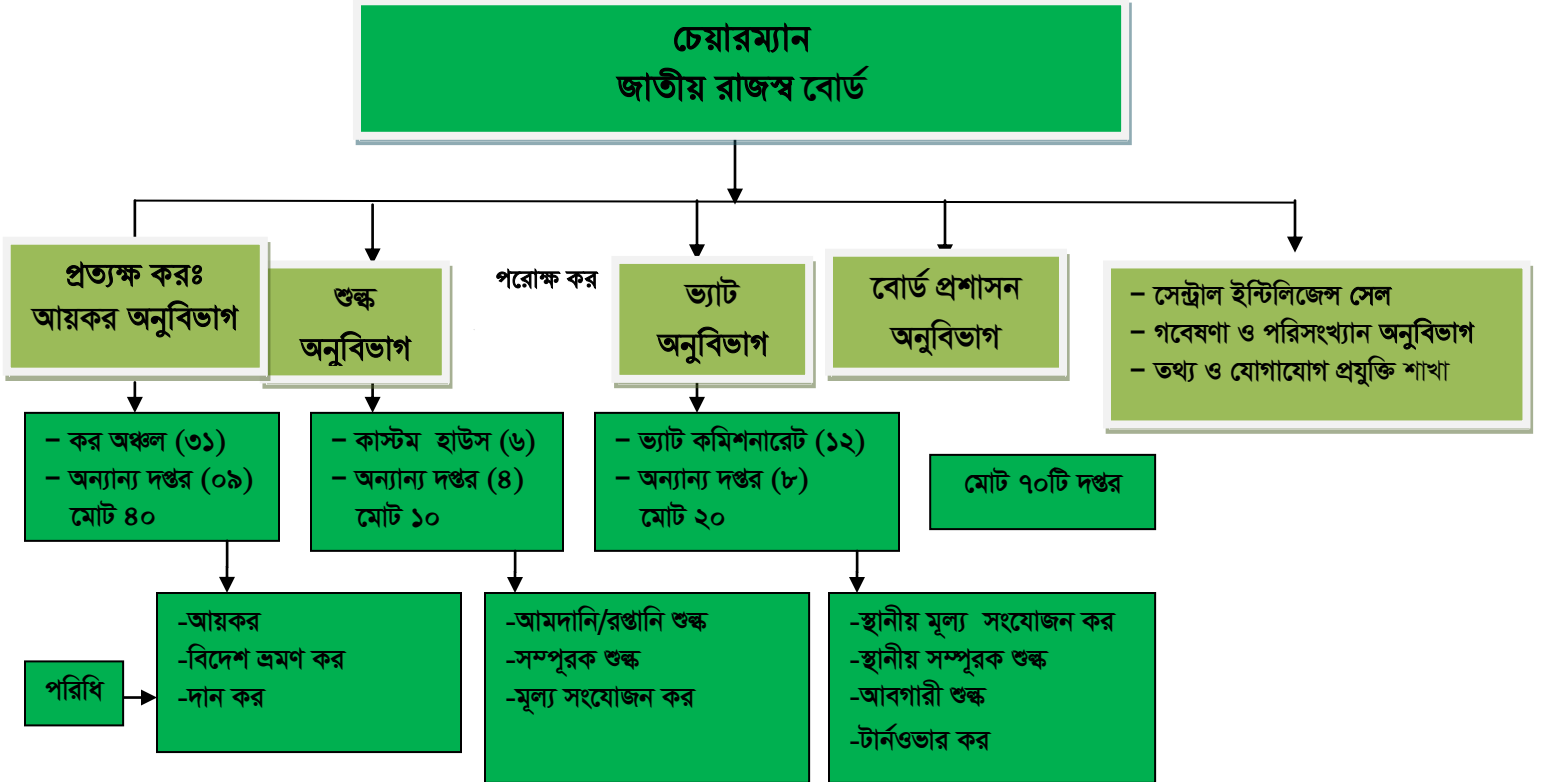 চেয়ারম্যান
জাতীয় রাজস্ব বোর্ড
প্রত্যক্ষ করঃ
আয়কর অনুবিভাগ
শুল্ক
অনুবিভাগ
পরোক্ষ কর
ভ্যাট
অনুবিভাগ
বোর্ড প্রশাসন
অনুবিভাগ
– সেন্ট্রাল ইন্টিলিজেন্স সেল
– গবেষণা ও পরিসংখ্যান অনুবিভাগ
– তথ্য ও যোগাযোগ প্রযুক্তি শাখা
– কর অঞ্চল (৩১)
– অন্যান্য দপ্তর (০৯)
মোট ৪০
– কাস্টম হাউস (৬)
– অন্যান্য দপ্তর (৪)
মোট ১০
– ভ্যাট কমিশনারেট (১২)
– অন্যান্য দপ্তর (৮)
মোট ২০
মোট ৭০টি দপ্তর
পরিধি
-আয়কর
-বিদেশ ভ্রমণ কর
-দান কর
-আমদানি/রপ্তানি শুল্ক
-সম্পূরক শুল্ক
-মূল্য সংযোজন কর
-স্থানীয় মূল্য সংযোজন কর
-স্থানীয় সম্পূরক শুল্ক
-আবগারী শুল্ক
-টার্নওভার কর